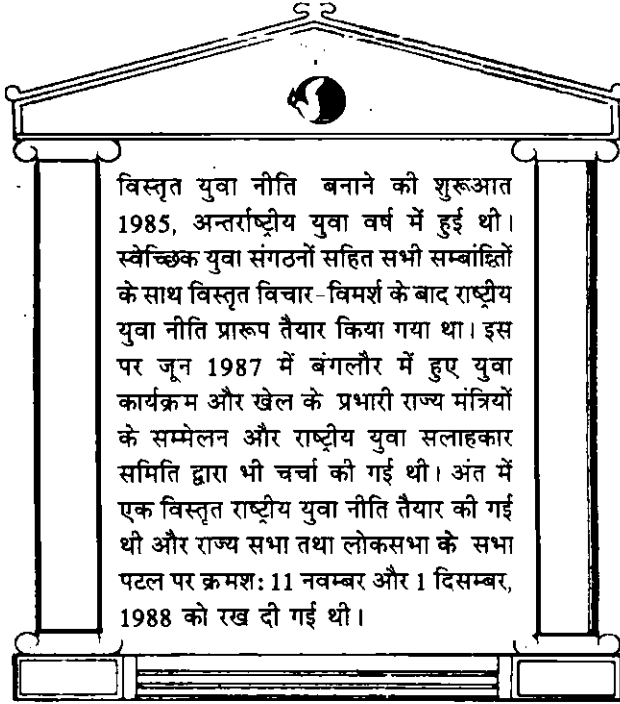 विस्तृत युवा नीति बनाने की शुरूआत
1985, अन्तर्राष्ट्रीय युवा वर्ष में हुई थी।
स्वेच्छिक युवा संगठनों सहित सभी सम्बांद्दितों
के साथ विस्तृत विचार-विमर्श के बाद राष्ट्रीय
युवा नीति प्रारूप तैयार किया गया था। इस
पर जून 1987 में बंगलौर में हुए युवा
कार्यक्रम और खेल के प्रभारी राज्य मंत्रियों
के सम्मेलन और राष्ट्रीय युवा सलाहकार
समिति द्वारा भी चर्चा की गई थी। अंत में
एक विस्तृत राष्ट्रीय युवा नीति तैयार की गई
थी और राज्य सभा तथा लोकसभा के सभा
पटल पर क्रमश: 11 नवम्बर और 1 दिसम्बर,
1988 को रख दी गई थी।